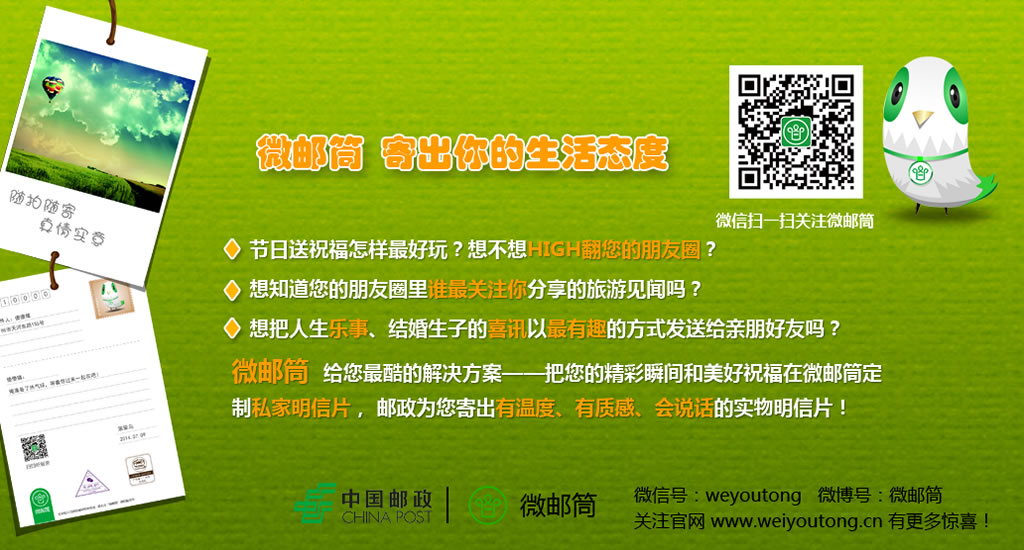 微邮筒 寄出你的生活态度
微信扫一扫关注微邮筒
随拍随寄
真情实意
节日送祝福怎样最好玩？想不想HIGH翻您的朋友圈？
想知道您的朋友圈里谁最关注你分享的旅游见闻吗？
想把人生乐事、结婚生子的喜讯以最有趣的方式发送给亲朋好友吗？
微邮筒 给您最酷的解决方案——把您的精彩瞬间和美好祝福在微邮筒定
制私家明信片， 邮政为您寄出有温度、有质感、会说话的实物明信片！
510000
中国邮政
CHINA POST
微邮筒
微信号：weyoutong 微博号：微邮筒
关注官网 www.weiyoutong.cn 有更多惊喜！